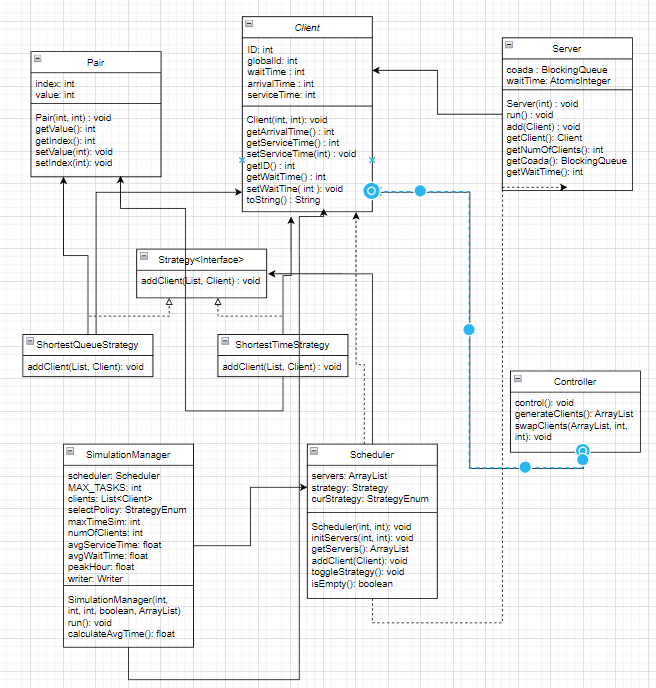 Client
ID: int
globalId: int
waitTime : int
arrivalTime : int
serviceTime: int
Client(int, int): void
getArrivalTime() : int
getServiceTime() : int
setServiceTime(int) : void
getID() : int
getWaitTime() : int
setWaitTine( int ): void
toString() : String
Server
coada : BlockingQueue
waitTime: AtomicInteger
Server(int) : void
run() : void
add(Client) : void
getClient(): Client
getNumOfClients(): int
getCoada(): BlockingQueue
getWaitTime(): int
Pair
index: int
value: int
Pair(int, int) : void
getValue(): int
getIndex(): int
setValue(int): void
setIndex(int): void
Strategy<Interface>
addClient(List, Client) : void
ShortestQueueStrategy
addClient(List, Client): void
ShortestTimeStrategy
addClient(List, Client) : void
Controller
control(): void
generateClients(): ArrayList
swapClients(ArrayList, int,
int): void
SimulationManager
scheduler: Scheduler
MAX_TASKS: int
clients: List<Client>
selectPolicy: StrategyEnum
maxTimeSim: int
numOfClients: int
avgServiceTime: float
avgWaitTime: float
peakHour: float
writer: Writer
SimulationManager(int,
int, int, boolean, ArrayList)
run(): void
calculateAvgTime(): float
Scheduler
servers: ArrayList
strategy: Strategy
curStrategy: StrategyEnum
Scheduler(int, int): void
initServers(int, int): void
getServers(): ArrayList
addClient(Client): void
toggleStrategy(): void
isEmpty(): boolean